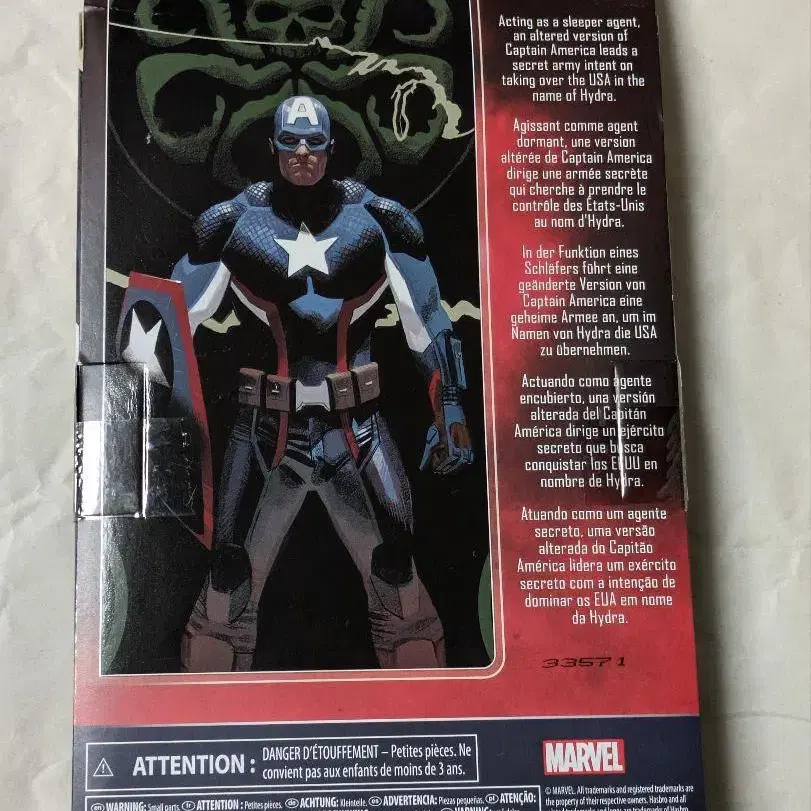 Acting as a sleeper agent,
an altered version of
Captain America leads a
secret army intent on
taking over the USA in the
name of Hydra.
Agissant comme agent
dormant, une version
altérée de Captain America
dirige une armée secrète
qui cherche à prendre le
contrôle des États-Unis
au nom d'Hydra.
In der Funktion eines
Schläfers führt eine
geänderte Version von
Captain America eine
geheime Armee an, um im
Namen von Hydra die USA
zu übernehmen.
Actuando como agente
encubierto, una versión
alterada del Capitán
América dirige un ejército
secreto que busca
conquistar los EUUU en
nombre de Hydra.
Atuando como um agente
secreto, uma versão
alterada do Capitão
América lidera um exército
secreto com a intenção de
dominar os EUA em nome
da Hydra.
33571
A
ATTENTION : DANGER D'ÉTOUFFEMENT – Petites pièces. Ne
convient pas aux enfants de moins de 3 ans.
MARVEL
© MARVEL. All trademarks and registered trademarks are
the property of their respective owners. Hasbro and all
WARNING: Small parts. fr ATTENTION : Petites pièces. de ACHTUNG: Kleinteile. es ADVERTENCIA: Piezas pequeñas. pt ATENÇÃO: